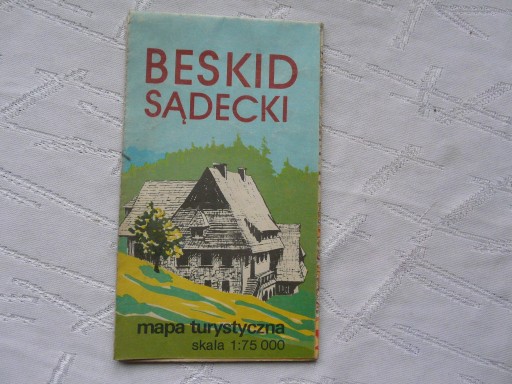 BESKID
SĄDECKI
mapa turystyczna
skala 1:75 000